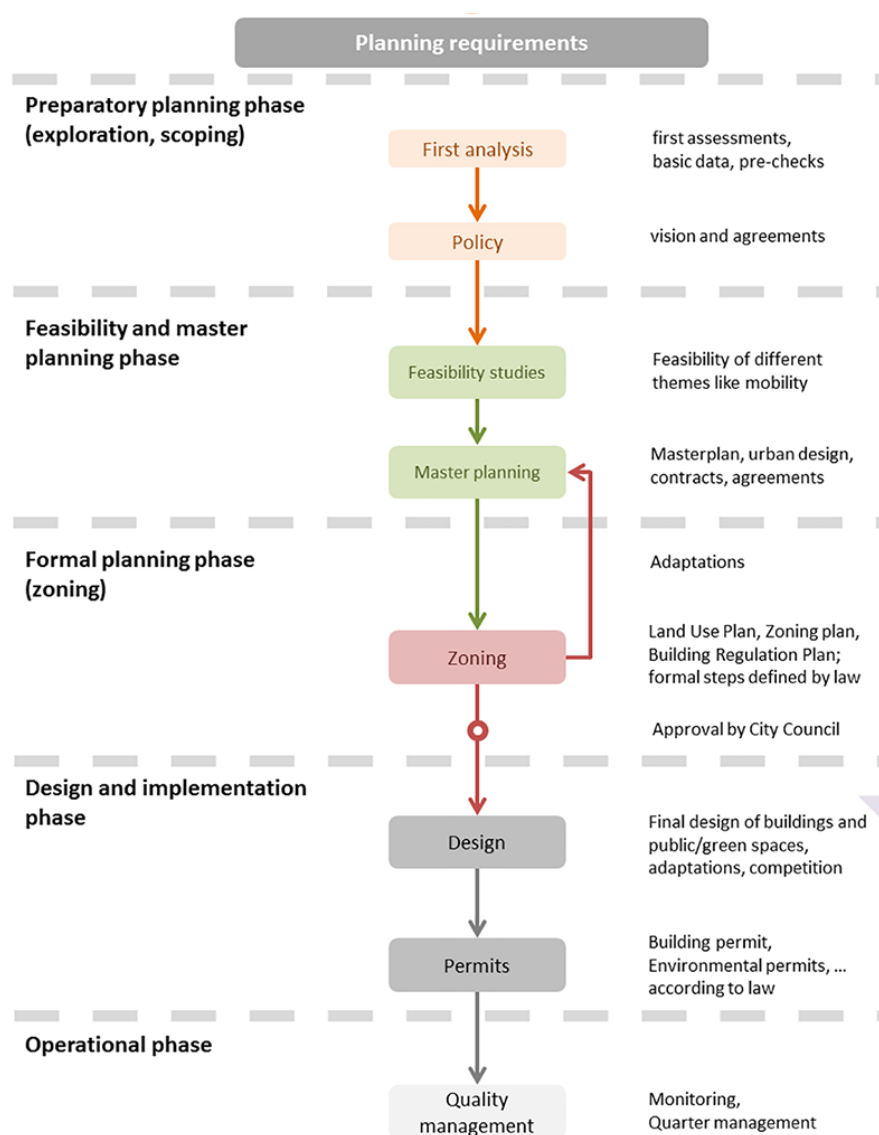 Planning requirements
Preparatory planning phase
(exploration, scoping)
First analysis
first assessments,
basic data, pre-checks
Policy
vision and agreements
Feasibility and master
planning phase
Feasibility studies
Feasibility of different
themes like mobility
Master planning
Masterplan, urban design,
contracts, agreements
Formal planning phase
(zoning)
Adaptations
Zoning
Land Use Plan, Zoning plan,
Building Regulation Plan;
formal steps defined by law
Approval by City Council
Design and implementation
phase
Design
Final design of buildings and
public/green spaces,
adaptations, competition
Permits
Building permit,
Environmental permits, ...
according to law
Operational phase
Quality
management
Monitoring,
Quarter management